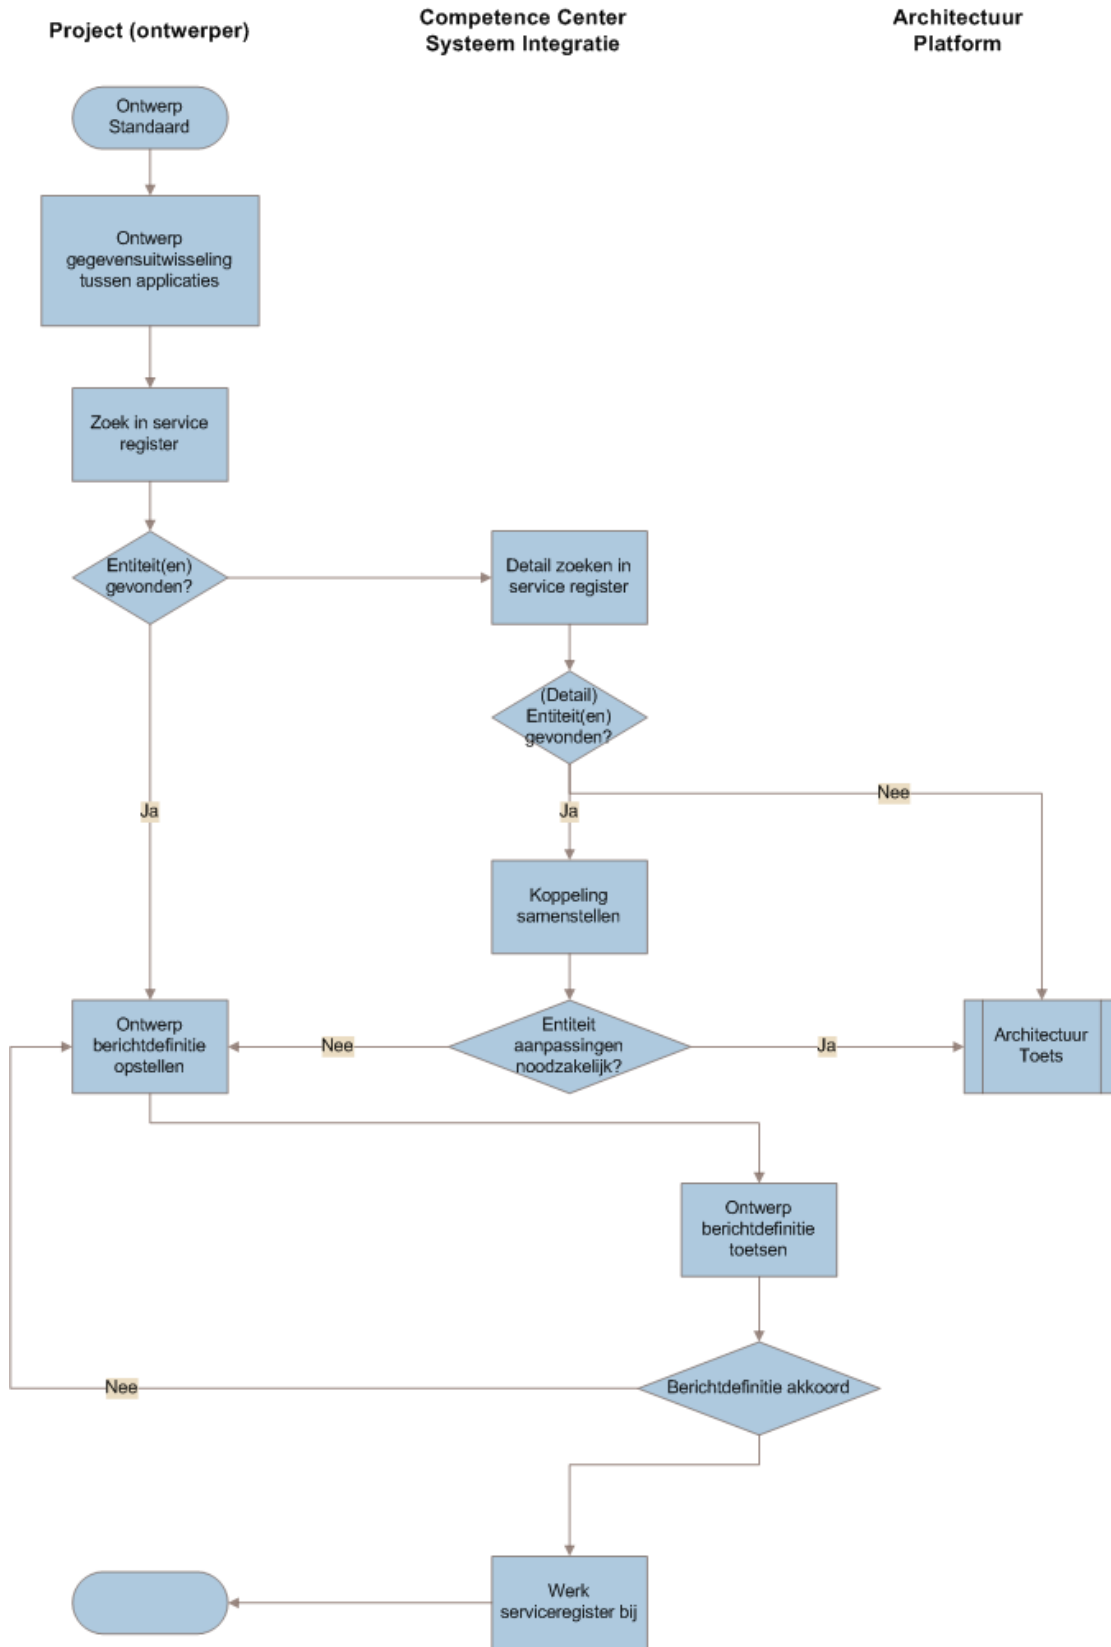 Project (ontwerper)
Competence Center
Systeem Integratie
Architectuur
Platform
Ontwerp
Standaard
Ontwerp
gegevensuitwisseling
tussen applicaties
Zoek in service
register
Entiteit(en)
gevonden?
Detail zoeken in
service register
(Detail)
Entiteit(en)
gevonden?
Nee
Ja
Ja
Koppeling
samenstellen
Ontwerp
berichtdefinitie
opstellen
Nee
Entiteit
aanpassingen
noodzakelijk?
Ja
Architectuur
Toets
Ontwerp
berichtdefinitie
toetsen
Nee
Berichtdefinitie akkoord
Werk
serviceregister bij